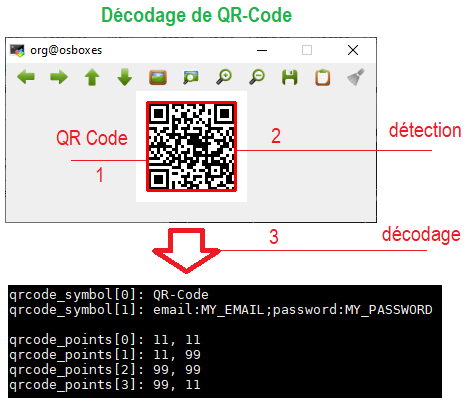 Décodage de QR-Code
org@osboxes
QR Code
1
2
détection
3
décodage
qrcode_symbol[0]: QR-Code
qrcode_symbol[1]: email:MY_EMAIL;password:MY_PASSWORD
qrcode_points[0]: 11, 11
qrcode_points[1]: 11, 99
qrcode_points[2]: 99, 99
qrcode_points[3]: 99, 11